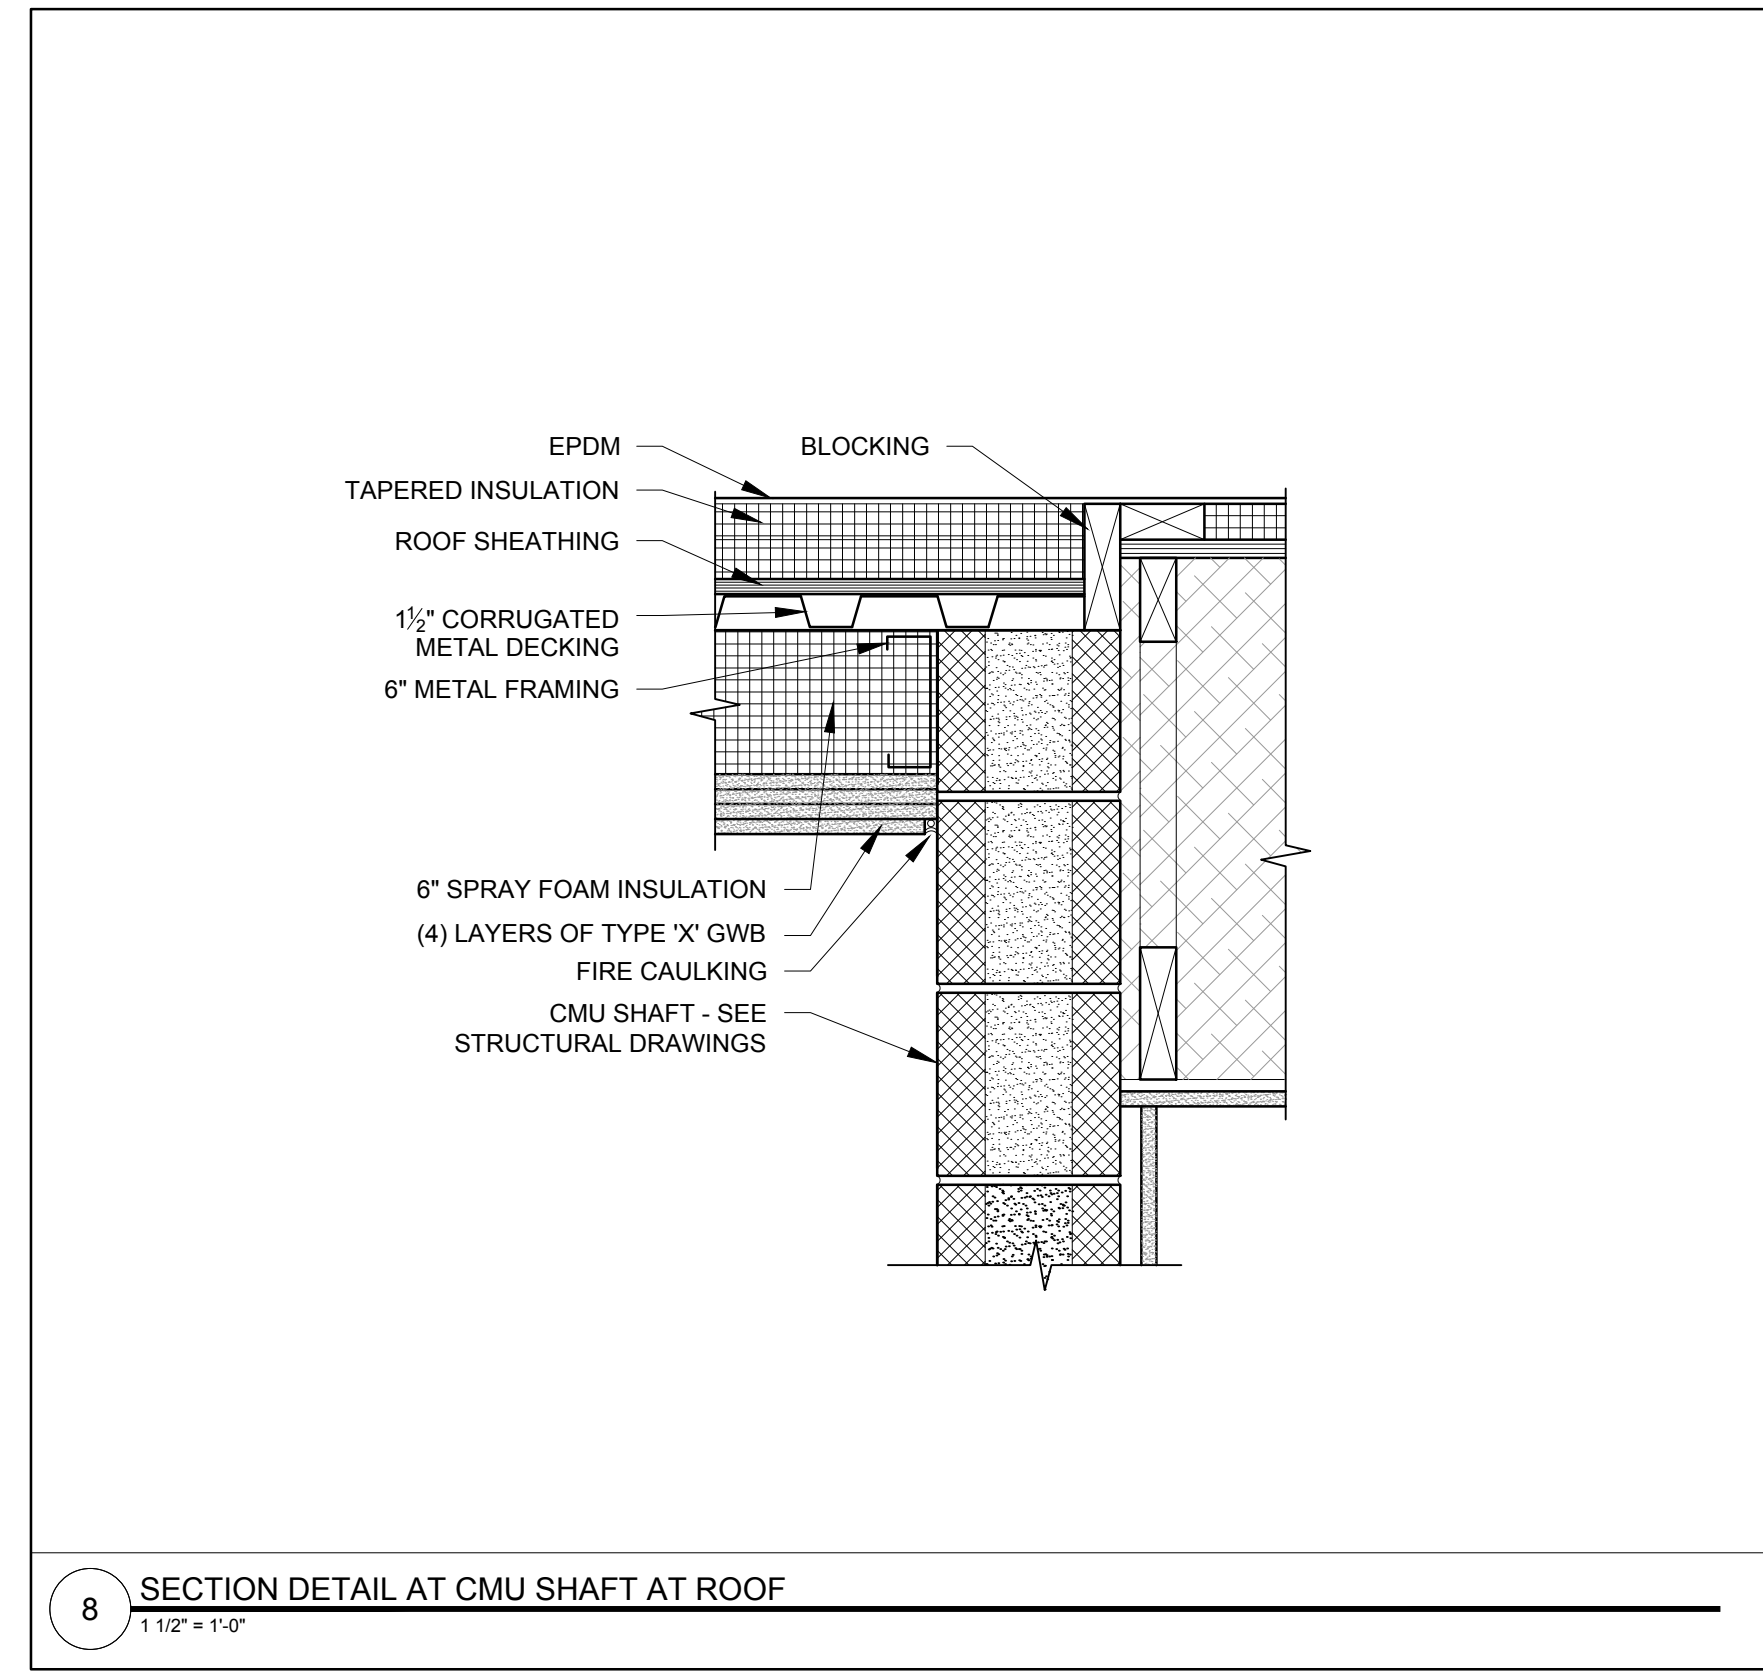 EPDM
BLOCKING
TAPERED INSULATION
ROOF SHEATHING
1½" CORRUGATED
METAL DECKING
6" METAL FRAMING
6" SPRAY FOAM INSULATION
(4) LAYERS OF TYPE 'X' GWB
FIRE CAULKING
CMU SHAFT - SEE
STRUCTURAL DRAWINGS
8
SECTION DETAIL AT CMU SHAFT AT ROOF
1 1/2" = 1'-0"